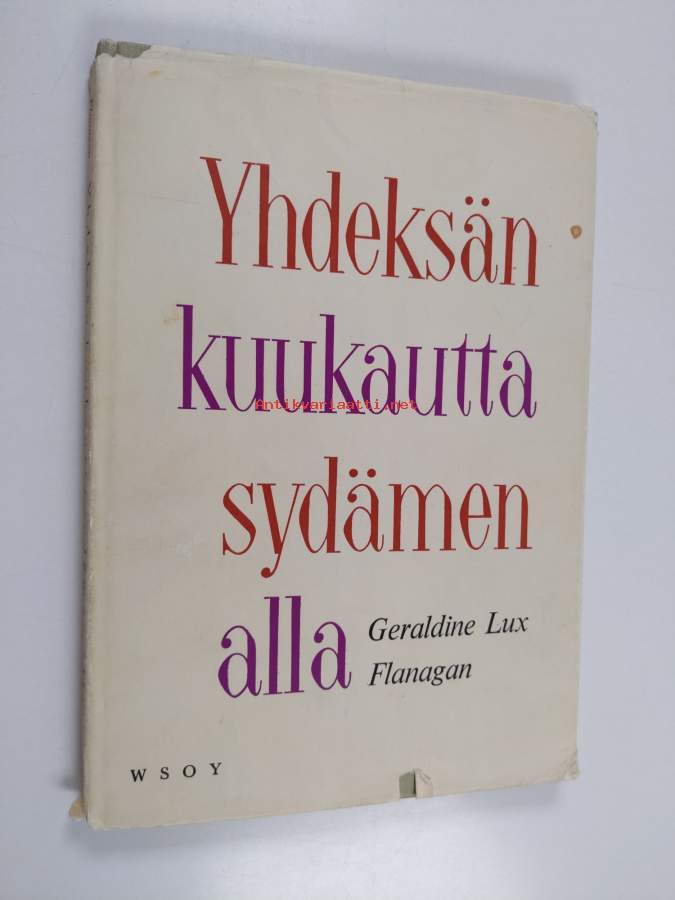 Yhdeksän
kuukautta
Antikvariaatti.net
sydämen
alla
Geraldine Lux
Flanagan
WSOY